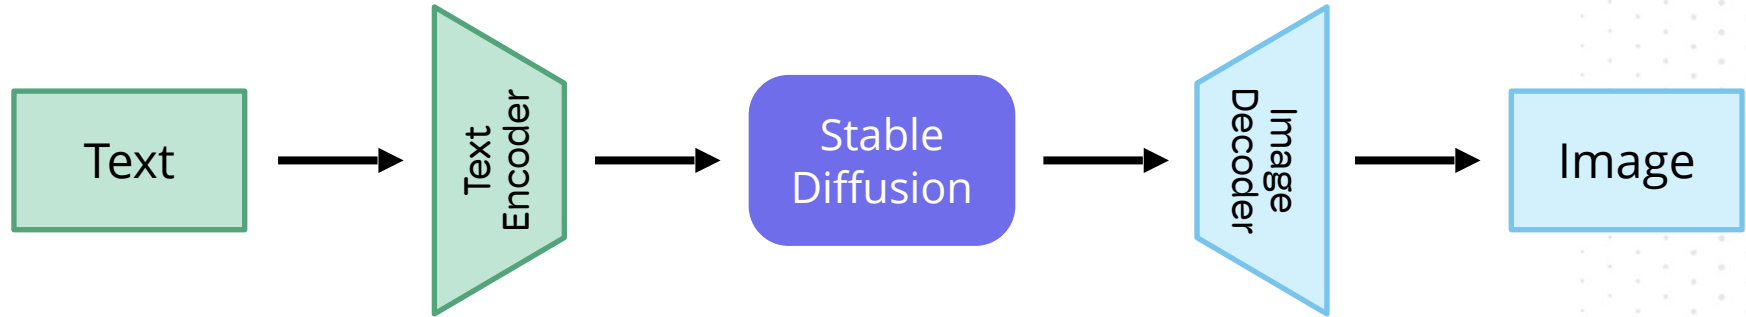 Text
Text
Encoder
Stable
Diffusion
Image
Decoder
Image